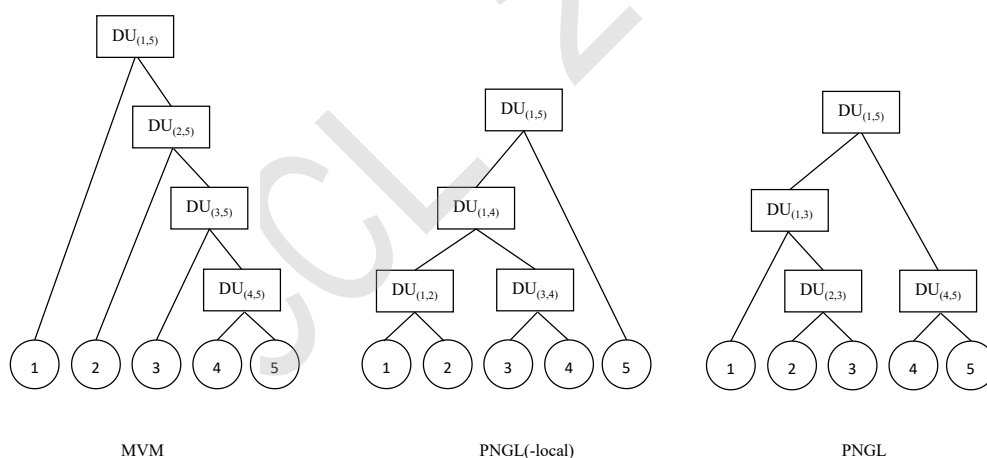 DU(1,5)
DU(2,5)
DU(3,5)
DU(4,5)
1 2 3 4 5
MVM
DU(1,5)
DU(1,4)
DU(1,2) DU(3,4)
1 2 3 4 5
PNGL(-local)
DU(1,5)
DU(1,3)
DU(2,3) DU(4,5)
1 2 3 4 5
PNGL
CCL 2